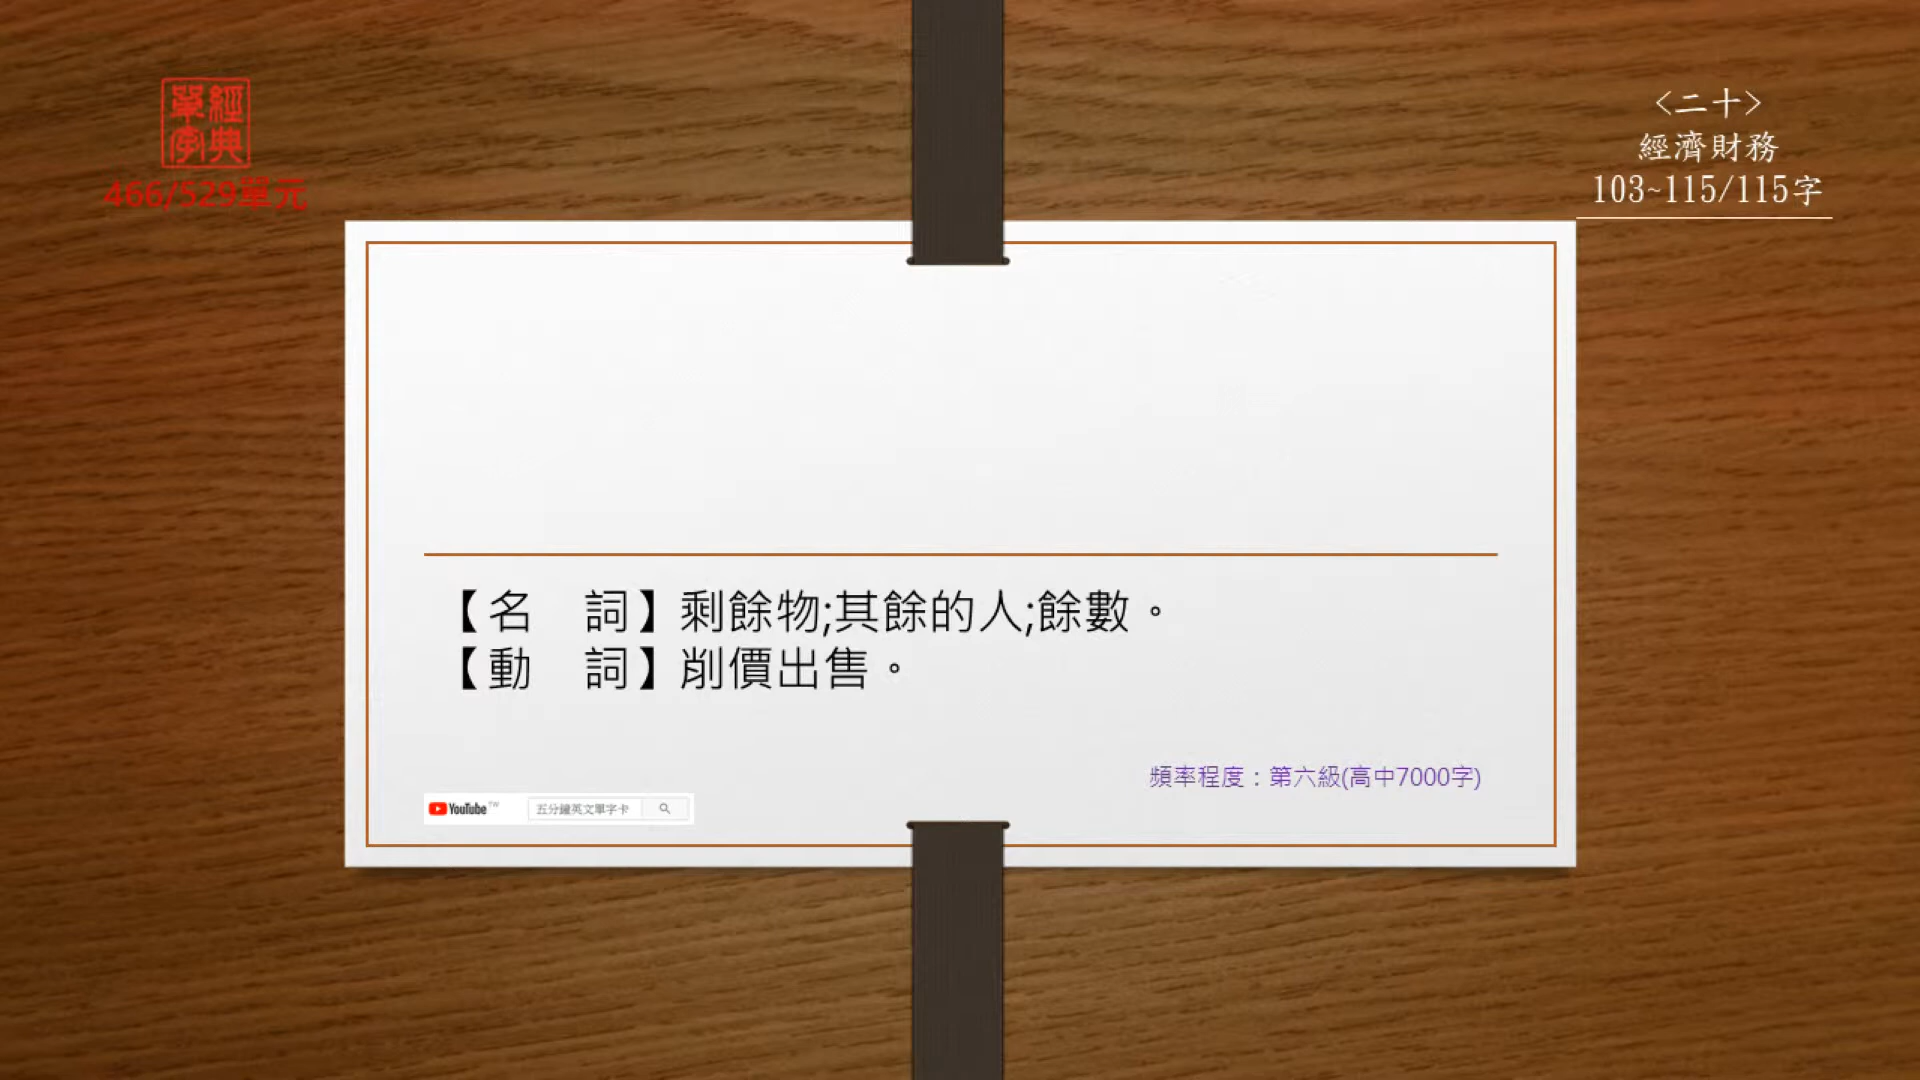 經典
單字
466/529單元
<二十>
經濟財務
103~115/115字
【名　詞】剩餘物;其餘的人;餘數。
【動　詞】削價出售。
頻率程度：第六級(高中7000字)
YouTube TW 五分鐘英文單字卡